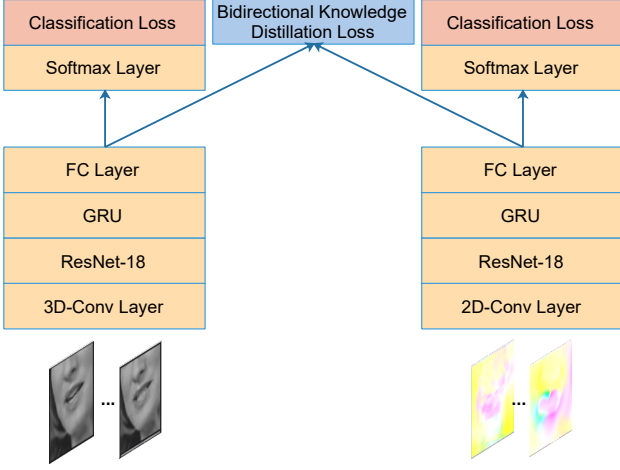 Classification Loss
Softmax Layer
Bidirectional Knowledge
Distillation Loss
Classification Loss
Softmax Layer
FC Layer
GRU
ResNet-18
3D-Conv Layer
...
FC Layer
GRU
ResNet-18
2D-Conv Layer
...